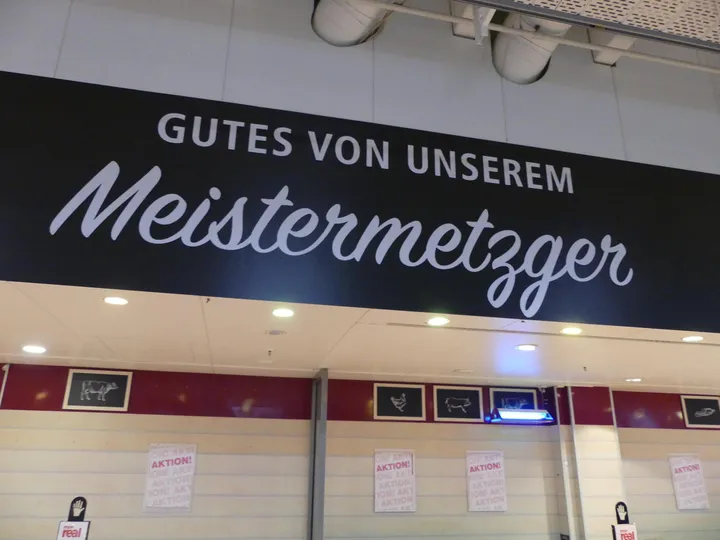 GUTES VON UNSEREM
Meistermetzger
AKTION!
AKTION!
AKTION!
AKTION!
real
real